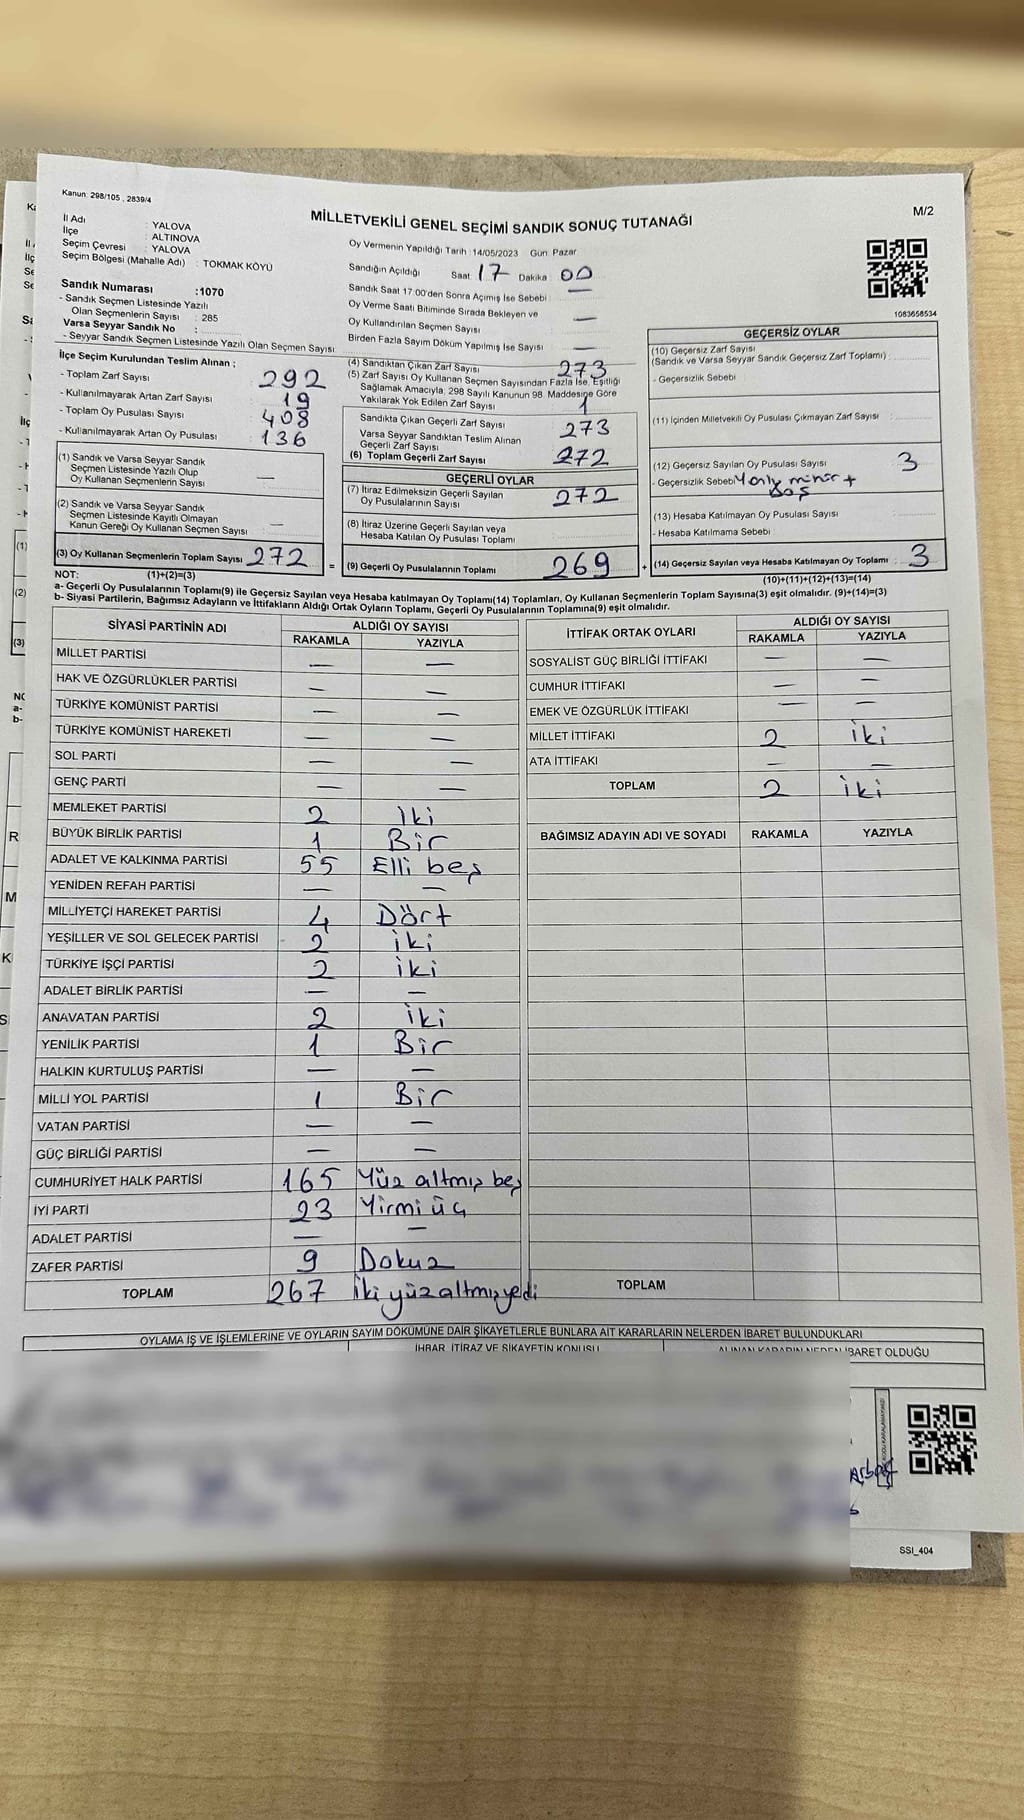 Kanun: 298/105 , 2839/4
MİLLETVEKİLİ GENEL SEÇİMİ SANDIK SONUÇ TUTANAĞI
M/2
İl Adı : YALOVA
İlçe : ALTINOVA
Seçim Çevresi : YALOVA
Seçim Bölgesi (Mahalle Adı) : TOKMAK KÖYÜ
Sandık Numarası :1070
- Sandık Seçmen Listesinde Yazılı
Olan Seçmenlerin Sayısı : 285
Varsa Seyyar Sandık No :
- Seyyar Sandık Seçmen Listesinde Yazılı Olan Seçmen Sayısı:
Oy Vermenin Yapıldığı Tarih :14/05/2023 Gün: Pazar
Sandığın Açıldığı Saat 17 Dakika 00
Sandık Saat 17.00'den Sonra Açılmış İse Sebebi —
Oy Verme Saati Bitiminde Sırada Bekleyen ve
Oy Kullandırılan Seçmen Sayısı —
Birden Fazla Sayım Döküm Yapılmış İse Sayısı —
1083658534
İlçe Seçim Kurulundan Teslim Alınan :
- Toplam Zarf Sayısı 292
- Kullanılmayarak Artan Zarf Sayısı 19
- Toplam Oy Pusulası Sayısı 408
- Kullanılmayarak Artan Oy Pusulası 136
(1) Sandık ve Varsa Seyyar Sandık
Seçmen Listesinde Yazılı Olup
Oy Kullanan Seçmenlerin Sayısı : —
(2) Sandık ve Varsa Seyyar Sandık
Seçmen Listesinde Kayıtlı Olmayan
Kanun Gereği Oy Kullanan Seçmen Sayısı : —
(3) Oy Kullanan Seçmenlerin Toplam Sayısı : 272
(4) Sandıktan Çıkan Zarf Sayısı 273
(5) Zarf Sayısı Oy Kullanan Seçmen Sayısından Fazla İse, Eşitliği
Sağlamak Amacıyla, 298 Sayılı Kanunun 98. Maddesine Göre
Yakılarak Yok Edilen Zarf Sayısı 1
Sandıkta Çıkan Geçerli Zarf Sayısı 273
Varsa Seyyar Sandıktan Teslim Alınan
Geçerli Zarf Sayısı
(6) Toplam Geçerli Zarf Sayısı 272
GEÇERLİ OYLAR
(7) İtiraz Edilmeksizin Geçerli Sayılan
Oy Pusulalarının Sayısı 272
(8) İtiraz Üzerine Geçerli Sayılan veya
Hesaba Katılan Oy Pusulası Toplamı
= (9) Geçerli Oy Pusulalarının Toplamı 269
GEÇERSİZ OYLAR
(10) Geçersiz Zarf Sayısı
(Sandık ve Varsa Seyyar Sandık Geçersiz Zarf Toplamı) :
- Geçersizlik Sebebi
(11) İçinden Milletvekili Oy Pusulası Çıkmayan Zarf Sayısı :
(12) Geçersiz Sayılan Oy Pusulası Sayısı : 3
- Geçersizlik Sebebi
Boş
(13) Hesaba Katılmayan Oy Pusulası Sayısı :
- Hesaba Katılmama Sebebi
+ (14) Geçersiz Sayılan veya Hesaba Katılmayan Oy Toplamı : 3
NOT: (1)+(2)=(3) (10)+(11)+(12)+(13)=(14)
a- Geçerli Oy Pusulalarının Toplamı(9) ile Geçersiz Sayılan veya Hesaba katılmayan Oy Toplamı(14) Toplamları, Oy Kullanan Seçmenlerin Toplam Sayısına(3) eşit olmalıdır. (9)+(14)=(3)
b- Siyasi Partilerin, Bağımsız Adayların ve İttifakların Aldığı Ortak Oyların Toplamı, Geçerli Oy Pusulalarının Toplamına(9) eşit olmalıdır.
SİYASİ PARTİNİN ADI ALDIĞI OY SAYISI
RAKAMLA YAZIYLA
MİLLET PARTİSİ — —
HAK VE ÖZGÜRLÜKLER PARTİSİ — —
TÜRKİYE KOMÜNİST PARTİSİ — —
TÜRKİYE KOMÜNİST HAREKETİ — —
SOL PARTİ — —
GENÇ PARTİ — —
MEMLEKET PARTİSİ 2 İki
BÜYÜK BİRLİK PARTİSİ 1 Bir
ADALET VE KALKINMA PARTİSİ 55 Elli beş
YENİDEN REFAH PARTİSİ — —
MİLLİYETÇİ HAREKET PARTİSİ 4 Dört
YEŞİLLER VE SOL GELECEK PARTİSİ 2 iki
TÜRKİYE İŞÇİ PARTİSİ 2 iki
ADALET BİRLİK PARTİSİ — —
ANAVATAN PARTİSİ 2 iki
YENİLİK PARTİSİ 1 Bir
HALKIN KURTULUŞ PARTİSİ — —
MİLLİ YOL PARTİSİ 1 Bir
VATAN PARTİSİ — —
GÜÇ BİRLİĞİ PARTİSİ — —
CUMHURİYET HALK PARTİSİ 165 Yüz altmış beş
İYİ PARTİ 23 Yirmi üç
ADALET PARTİSİ — —
ZAFER PARTİSİ 9 Dokuz
TOPLAM 267 İki yüz altmış yedi
İTTİFAK ORTAK OYLARI ALDIĞI OY SAYISI
RAKAMLA YAZIYLA
SOSYALİST GÜÇ BİRLİĞİ İTTİFAKI — —
CUMHUR İTTİFAKI — —
EMEK VE ÖZGÜRLÜK İTTİFAKI — —
MİLLET İTTİFAKI 2 iki
ATA İTTİFAKI — —
TOPLAM 2 iki
BAĞIMSIZ ADAYIN ADI VE SOYADI RAKAMLA YAZIYLA
TOPLAM
OYLAMA İŞ VE İŞLEMLERİNE VE OYLARIN SAYIM DÖKÜMÜNE DAİR ŞİKAYETLERLE BUNLARA AİT KARARLARIN NELERDEN İBARET BULUNDUKLARI
İHBAR, İTİRAZ VE ŞİKAYETİN KONUSU ALINAN KARARIN NEDEN İBARET OLDUĞU
SSI_404